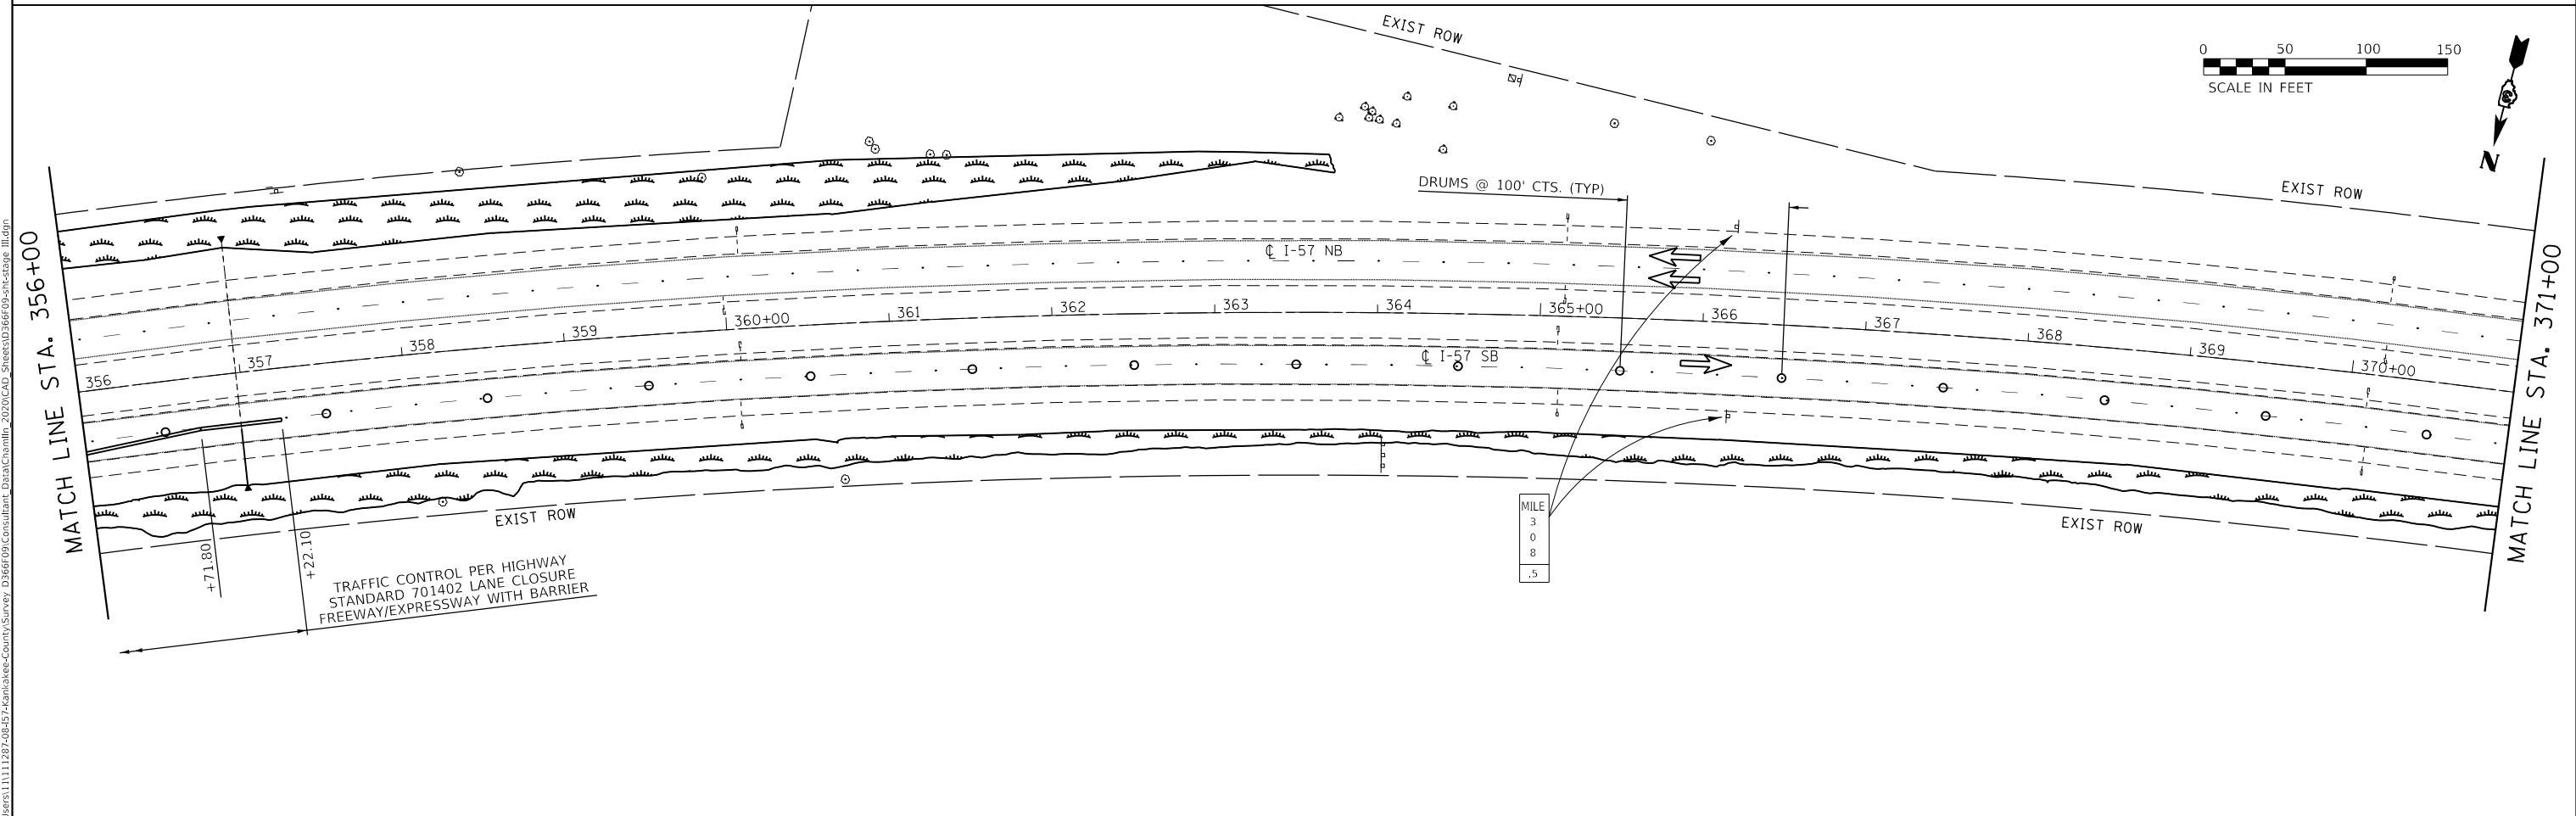 EXIST ROW
0 50 100 150
SCALE IN FEET
N
DRUMS @ 100' CTS. (TYP)
EXIST ROW
MATCH LINE STA. 356+00
℄ I-57 NB
356 357 358 359 360+00 361 362 363 364 365+00 366 367 368 369 370+00
℄ I-57 SB
MATCH LINE STA. 371+00
EXIST ROW
EXIST ROW
+71.80
+22.10
TRAFFIC CONTROL PER HIGHWAY
STANDARD 701402 LANE CLOSURE
FREEWAY/EXPRESSWAY WITH BARRIER
MILE
3
0
8
.5